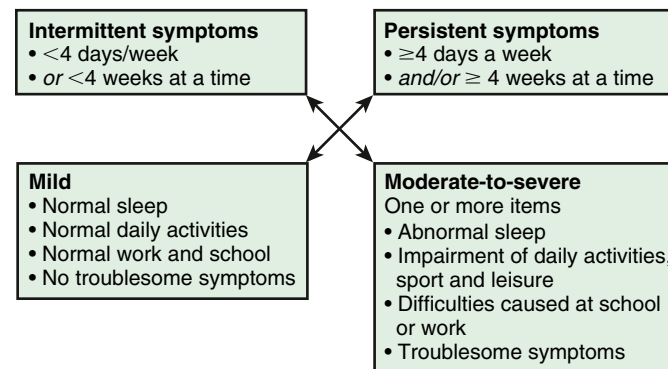 Intermittent symptoms
• <4 days/week
• or <4 weeks at a time
Persistent symptoms
• ≥4 days a week
• and/or ≥ 4 weeks at a time
Mild
• Normal sleep
• Normal daily activities
• Normal work and school
• No troublesome symptoms
Moderate-to-severe
One or more items
• Abnormal sleep
• Impairment of daily activities,
sport and leisure
• Difficulties caused at school
or work
• Troublesome symptoms